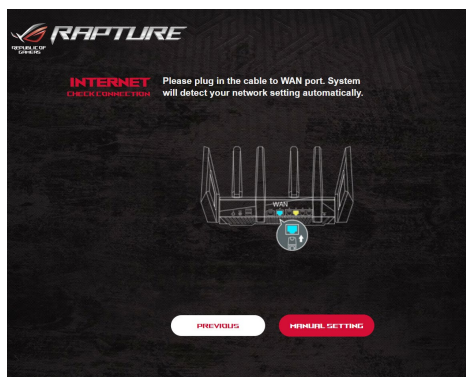 REPUBLIC OF
GAMERS
RAPTURE
INTERNET
CHECK CONNECTION
Please plug in the cable to WAN port. System
will detect your network setting automatically.
WAN
PREVIOUS
MANUAL SETTING